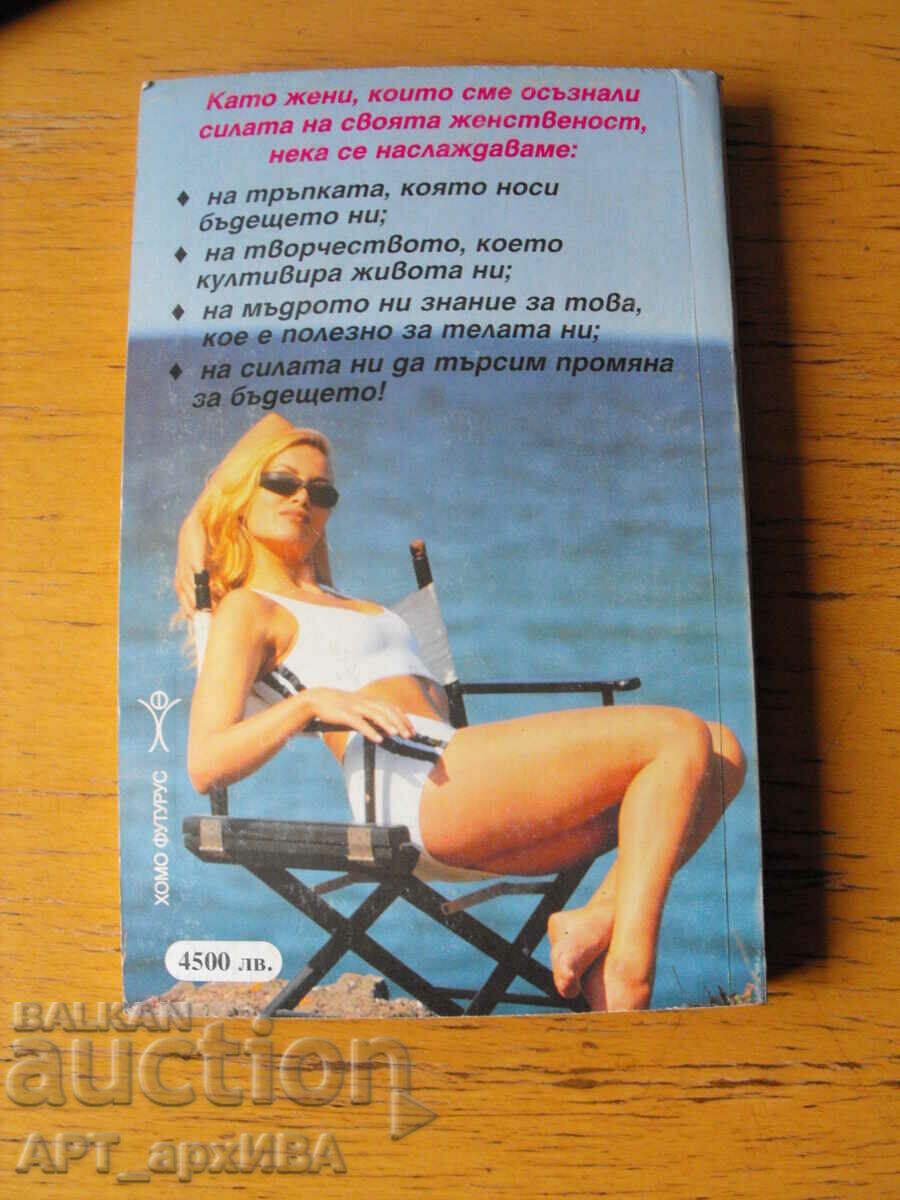 Като жени, които сме осъзнали
силата на своята женственост,
нека се наслаждаваме:
♦ на тръпката, която носи
бъдещето ни;
♦ на творчеството, което
култивира живота ни;
♦ на мъдрото ни знание за това,
кое е полезно за телата ни;
♦ на силата ни да търсим промяна
за бъдещето!
ХОМО ФУТУРУС
4500 лв.
BALKAN
auction
АРТ_архИВА